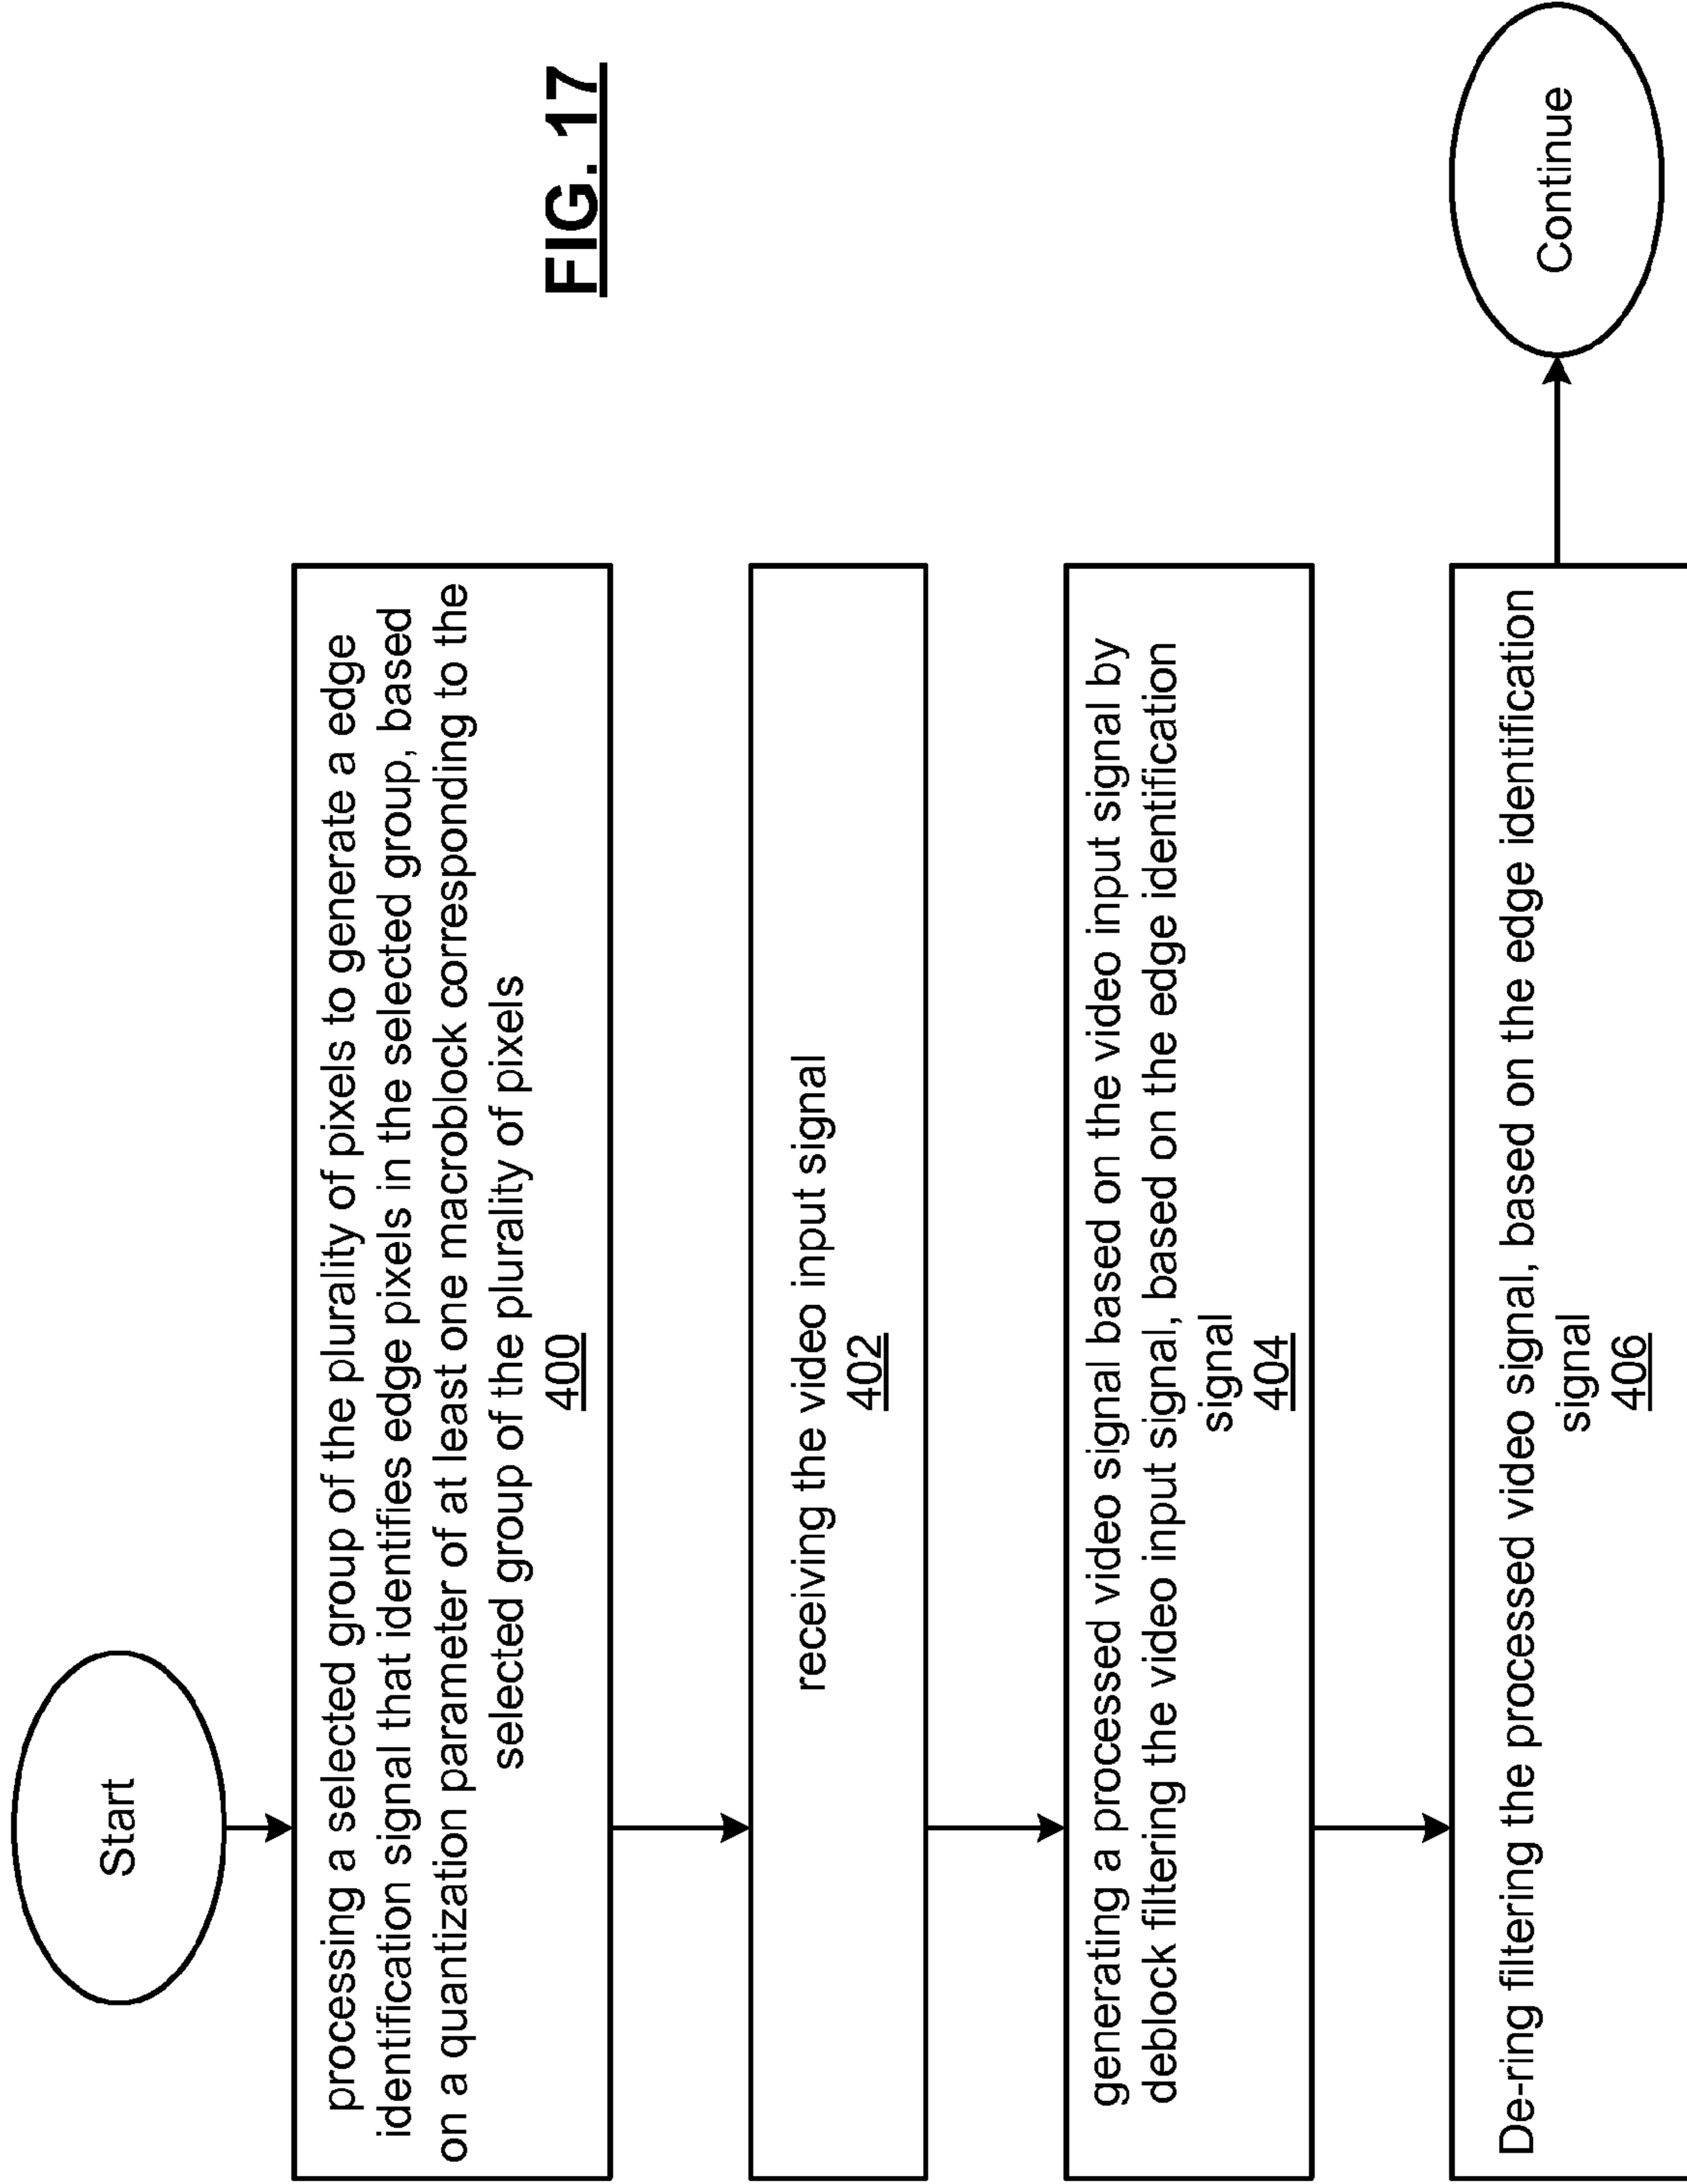 Start
processing a selected group of the plurality of pixels to generate a edge
identification signal that identifies edge pixels in the selected group, based
on a quantization parameter of at least one macroblock corresponding to the
selected group of the plurality of pixels
400
receiving the video input signal
402
generating a processed video signal based on the video input signal by
deblock filtering the video input signal, based on the edge identification
signal
404
De-ring filtering the processed video signal, based on the edge identification
signal
406
Continue
FIG. 17